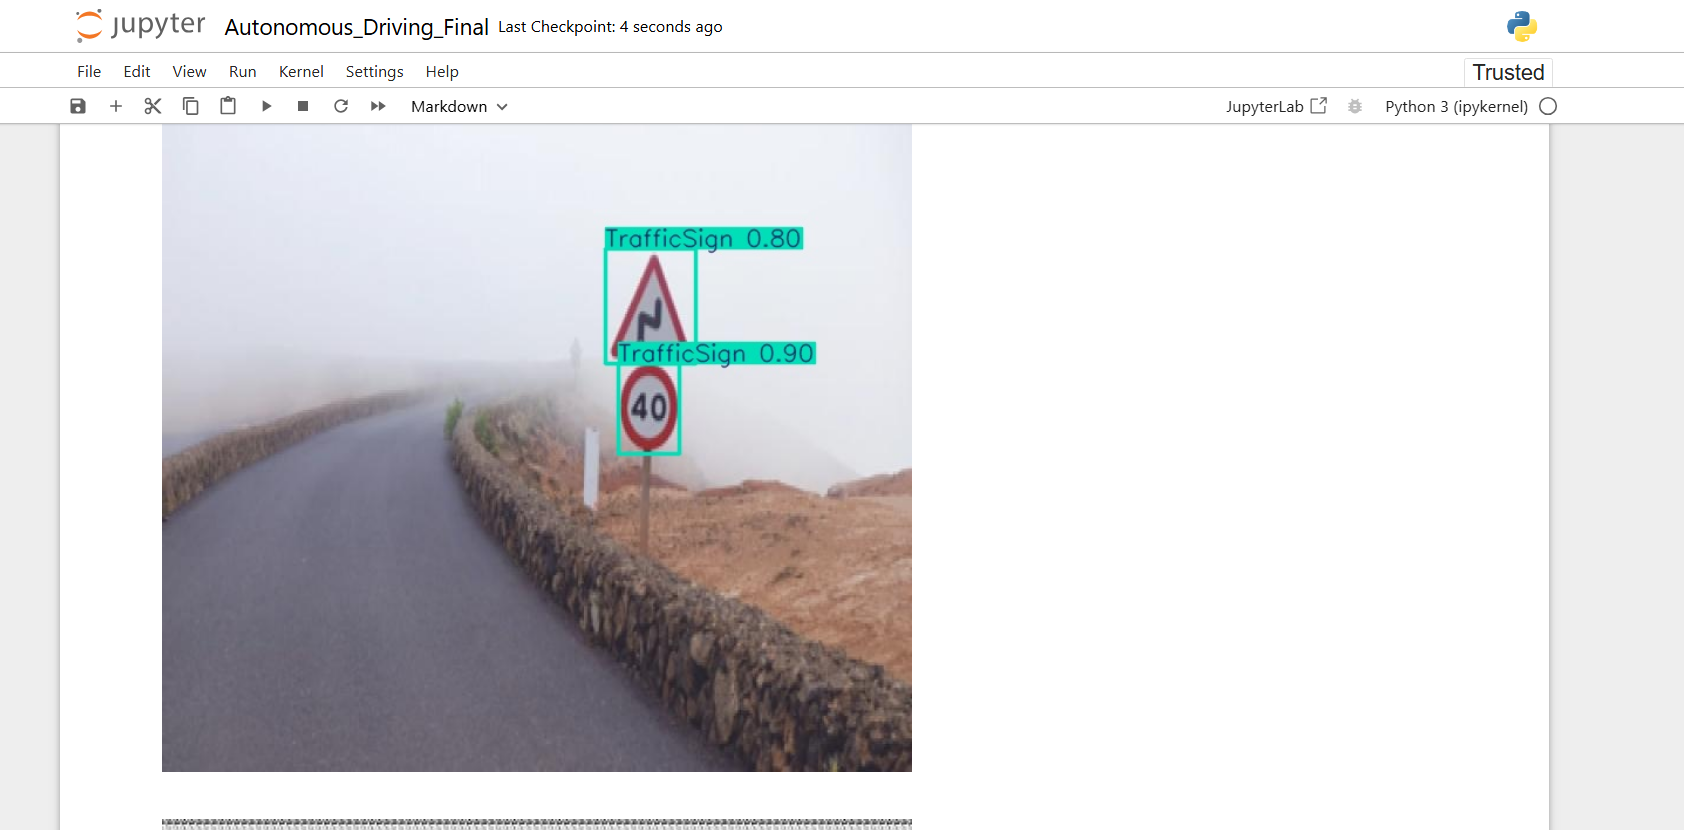 jupyter Autonomous_Driving_Final Last Checkpoint: 4 seconds ago
File Edit View Run Kernel Settings Help Trusted
Markdown JupyterLab Python 3 (ipykernel)
TrafficSign 0.80
TrafficSign 0.90
40